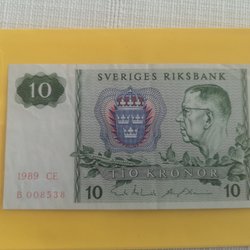 SVERIGES RIKSBANK
10
1989 CE
B 008538
TIO KRONOR
10
10